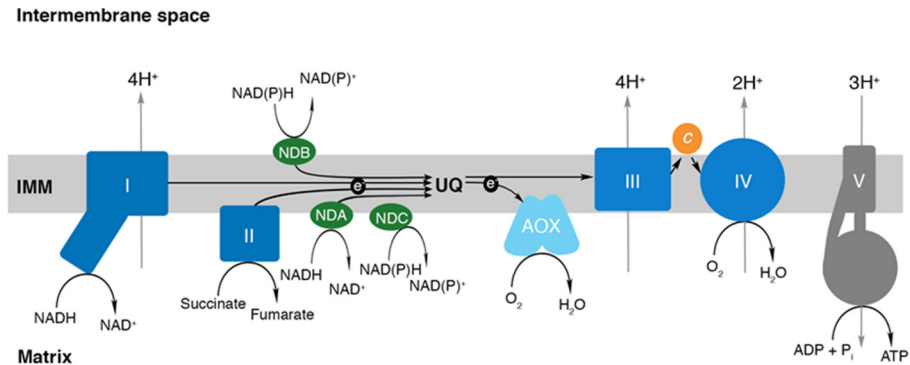 Intermembrane space
4H⁺
NAD(P)H
NAD(P)⁺
4H⁺
2H⁺
3H⁺
NDB
C
IMM
I
e
UQ
e
III
IV
V
II
NDA
NDC
AOX
NADH
NAD⁺
Succinate
Fumarate
NADH
NAD⁺
NAD(P)H
NAD(P)⁺
O₂
H₂O
O₂
H₂O
ADP + Pᵢ
ATP
Matrix